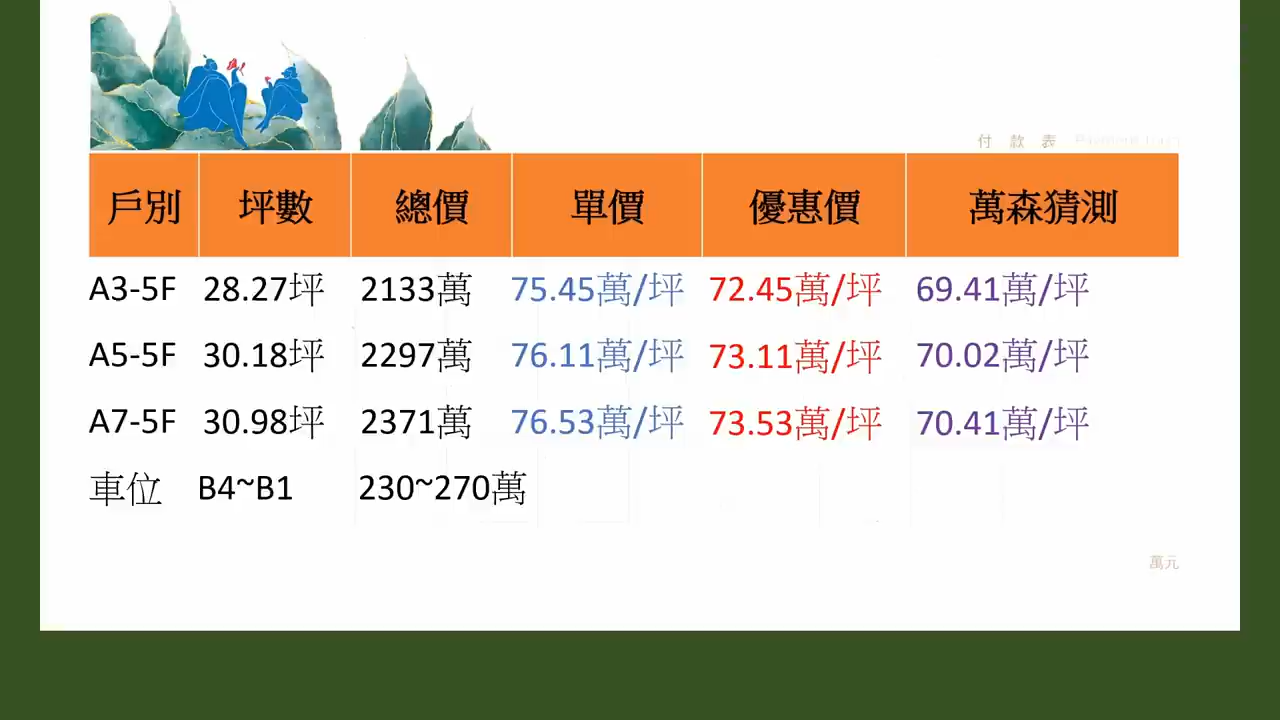 付款表
戶別 坪數 總價 單價 優惠價 萬森猜測
A3-5F 28.27坪 2133萬 75.45萬/坪 72.45萬/坪 69.41萬/坪
A5-5F 30.18坪 2297萬 76.11萬/坪 73.11萬/坪 70.02萬/坪
A7-5F 30.98坪 2371萬 76.53萬/坪 73.53萬/坪 70.41萬/坪
車位 B4~B1 230~270萬
萬元